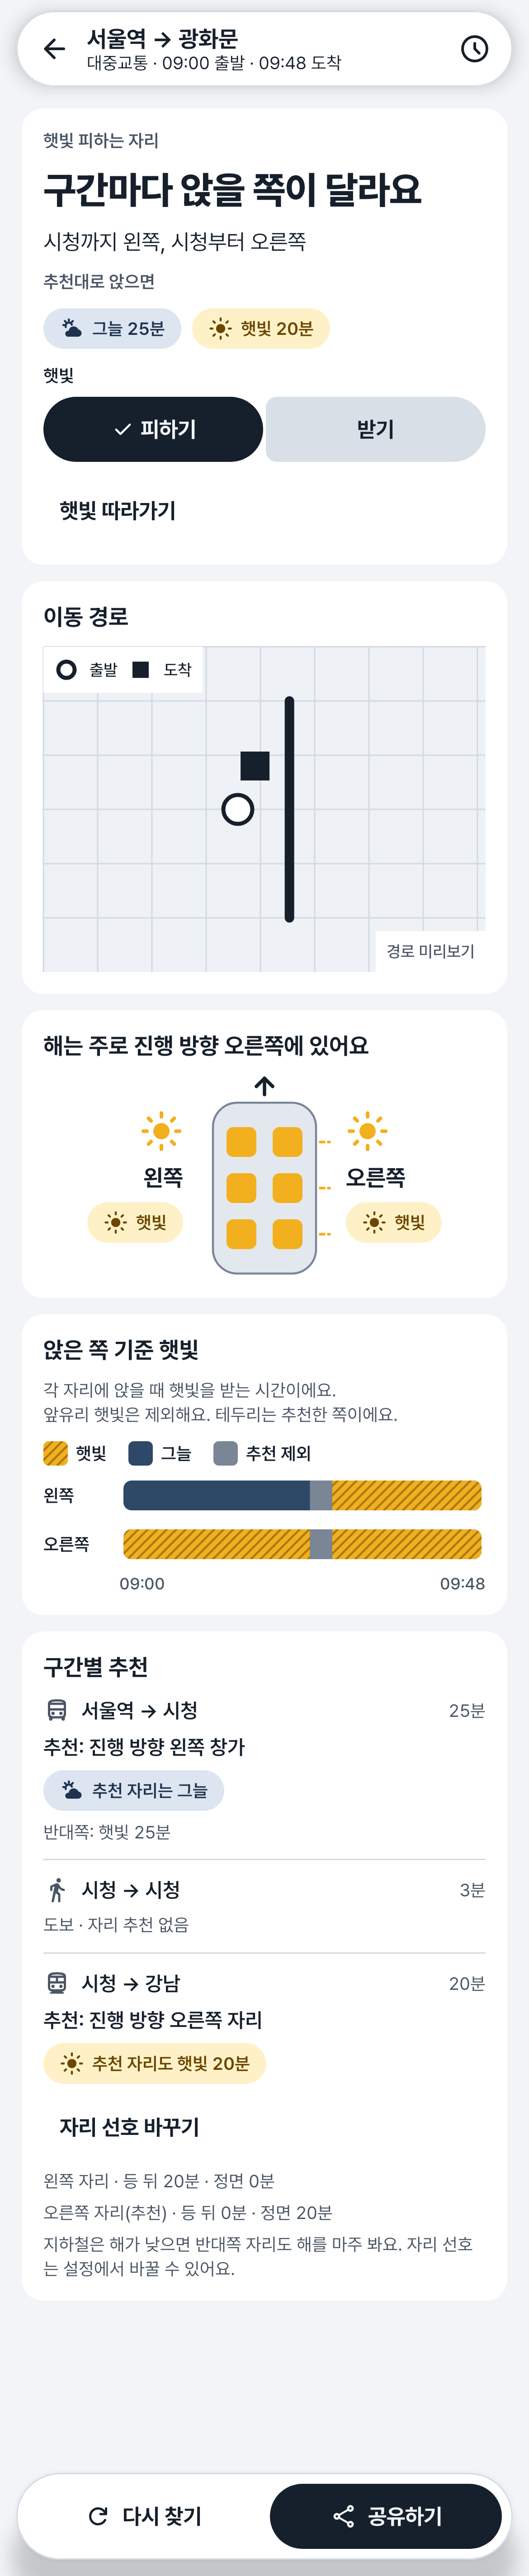 서울역 → 광화문
대중교통 · 09:00 출발 · 09:48 도착
햇빛 피하는 자리
구간마다 앉을 쪽이 달라요
시청까지 왼쪽, 시청부터 오른쪽
추천대로 앉으면
그늘 25분
햇빛 20분
햇빛
피하기
받기
햇빛 따라가기
이동 경로
출발
도착
경로 미리보기
해는 주로 진행 방향 오른쪽에 있어요
왼쪽
오른쪽
햇빛
햇빛
앉은 쪽 기준 햇빛
각 자리에 앉을 때 햇빛을 받는 시간이에요.
앞유리 햇빛은 제외해요. 테두리는 추천한 쪽이에요.
햇빛
그늘
추천 제외
왼쪽
오른쪽
09:00
09:48
구간별 추천
서울역 → 시청
25분
추천: 진행 방향 왼쪽 창가
추천 자리는 그늘
반대쪽: 햇빛 25분
시청 → 시청
3분
도보 · 자리 추천 없음
시청 → 강남
20분
추천: 진행 방향 오른쪽 자리
추천 자리도 햇빛 20분
자리 선호 바꾸기
왼쪽 자리 · 등 뒤 20분 · 정면 0분
오른쪽 자리(추천) · 등 뒤 0분 · 정면 20분
지하철은 해가 낮으면 반대쪽 자리도 해를 마주 봐요. 자리 선호
는 설정에서 바꿀 수 있어요.
다시 찾기
공유하기